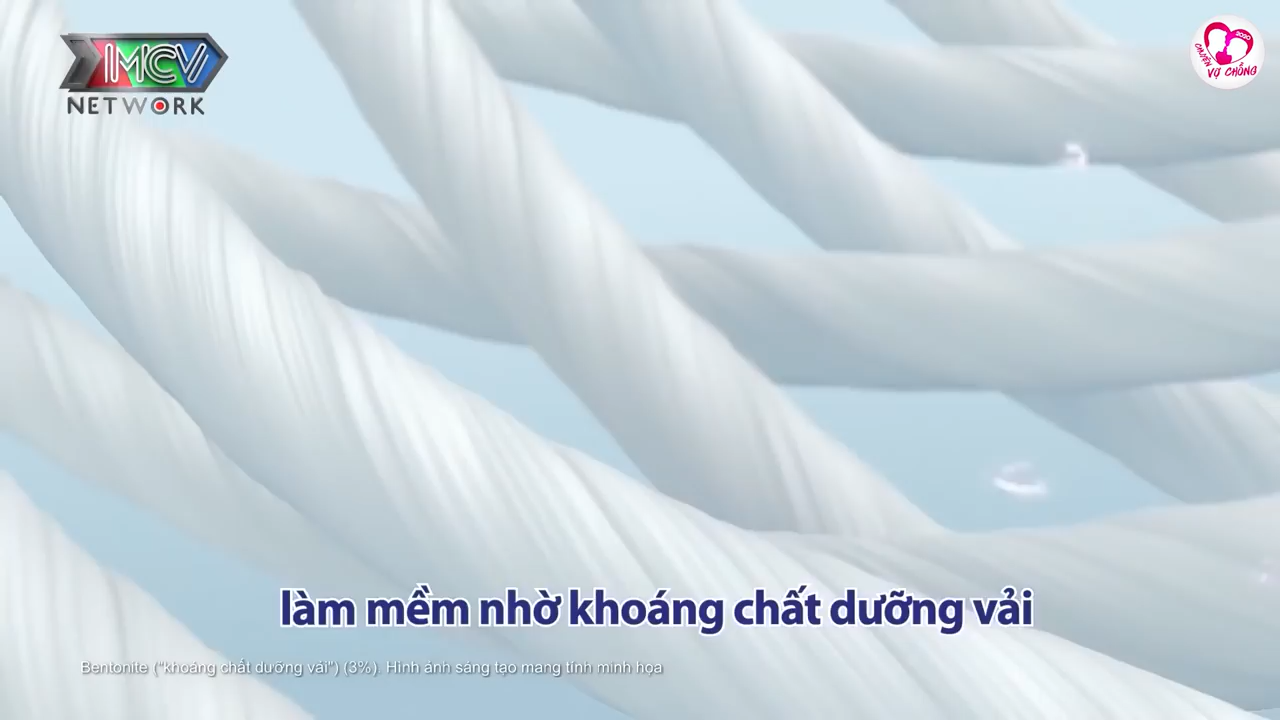 MCV
NETWORK
2020
CHUYỆN
VỢ CHỒNG
làm mềm nhờ khoáng chất dưỡng vải
Bentonite ("khoáng chất dưỡng vải") (3%). Hình ảnh sáng tạo mang tính minh họa